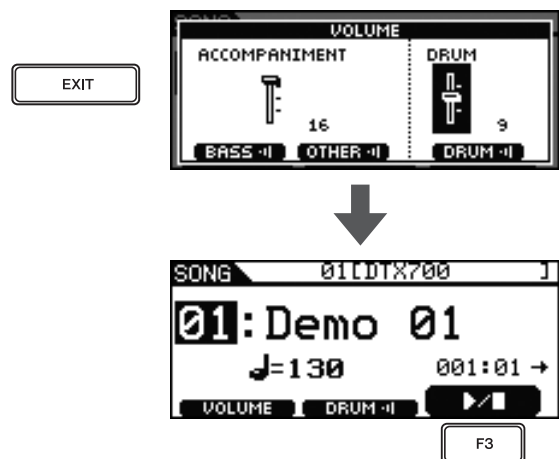 VOLUME
ACCOMPANIMENT DRUM
EXIT
16 9
BASS OTHER DRUM
SONG 01[DTX700 ]
01:Demo 01
=130 001:01→
VOLUME DRUM
F3